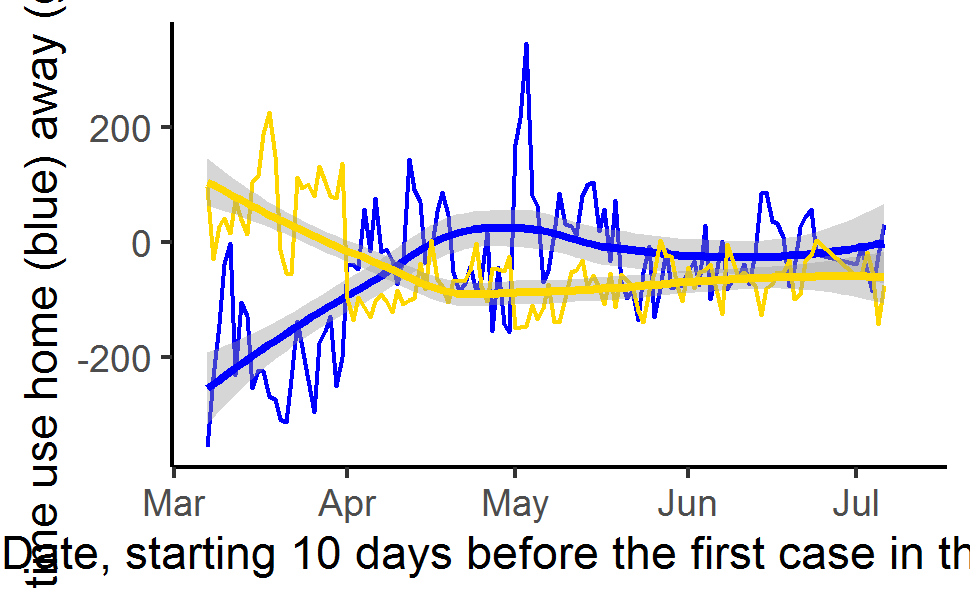 time use home (blue) away (
200
0
-200
Mar Apr May Jun Jul
Date, starting 10 days before the first case in th